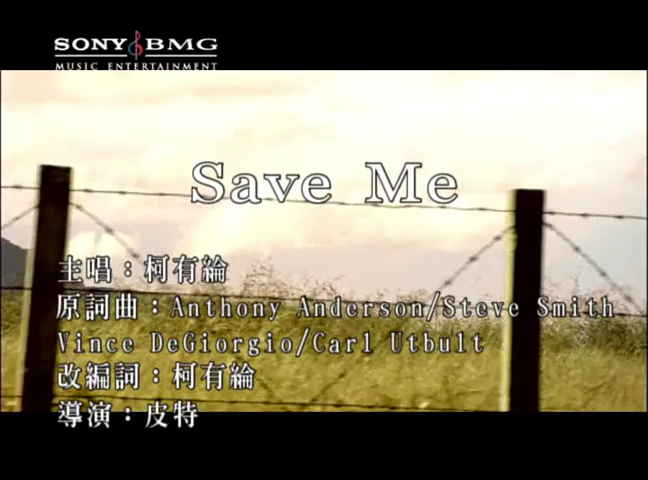 SONY BMG
MUSIC ENTERTAINMENT
Save Me
主唱：柯有綸
原詞曲：Anthony Anderson/Steve Smith
Vince DeGiorgio/Carl Utbult
改編詞：柯有綸
導演：皮特